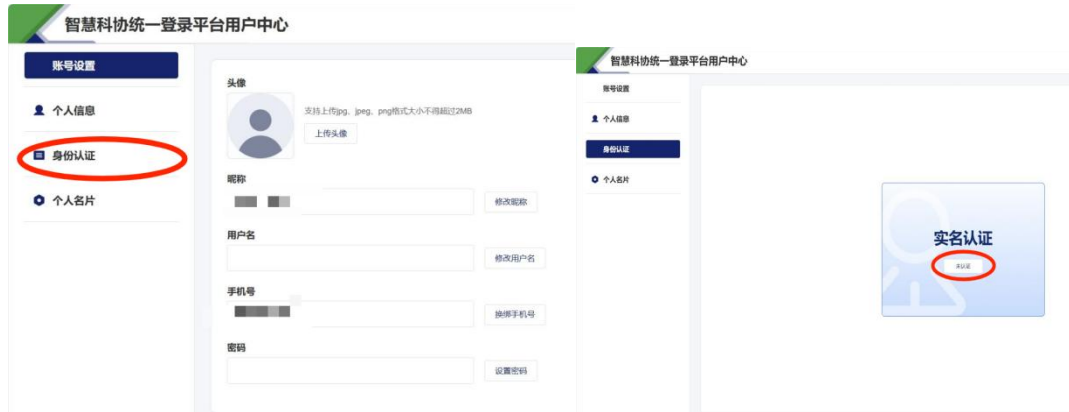 智慧科协统一登录平台用户中心
账号设置
个人信息
身份认证
个人名片
头像
支持上传jpg、jpeg、png格式大小不得超过2MB
上传头像
昵称
修改昵称
用户名
修改用户名
手机号
换绑手机号
密码
设置密码
智慧科协统一登录平台用户中心
账号设置
个人信息
身份认证
个人名片
实名认证
未认证